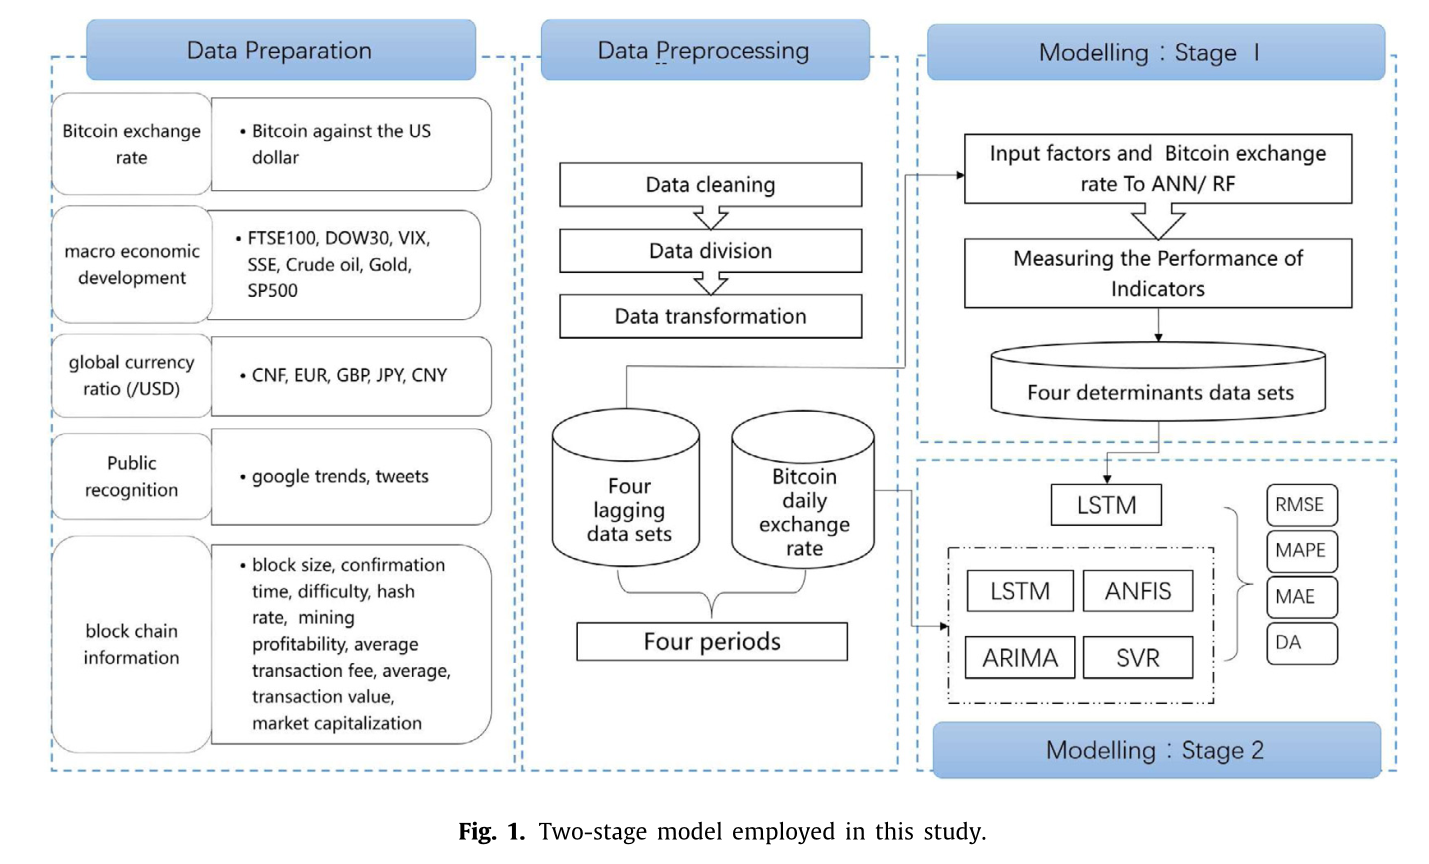 Data Preparation
Bitcoin exchange
rate
• Bitcoin against the US
dollar
macro economic
development
• FTSE100, DOW30, VIX,
SSE, Crude oil, Gold,
SP500
global currency
ratio (/USD)
• CNF, EUR, GBP, JPY, CNY
Public
recognition
• google trends, tweets
block chain
information
• block size, confirmation
time, difficulty, hash
rate, mining
profitability, average
transaction fee, average,
transaction value,
market capitalization
Data Preprocessing
Data cleaning
Data division
Data transformation
Four
lagging
data sets
Bitcoin
daily
exchange
rate
Four periods
Modelling：Stage 1
Input factors and Bitcoin exchange
rate To ANN/ RF
Measuring the Performance of
Indicators
Four determinants data sets
LSTM
LSTM
ANFIS
ARIMA
SVR
RMSE
MAPE
MAE
DA
Modelling：Stage 2
Fig. 1. Two-stage model employed in this study.